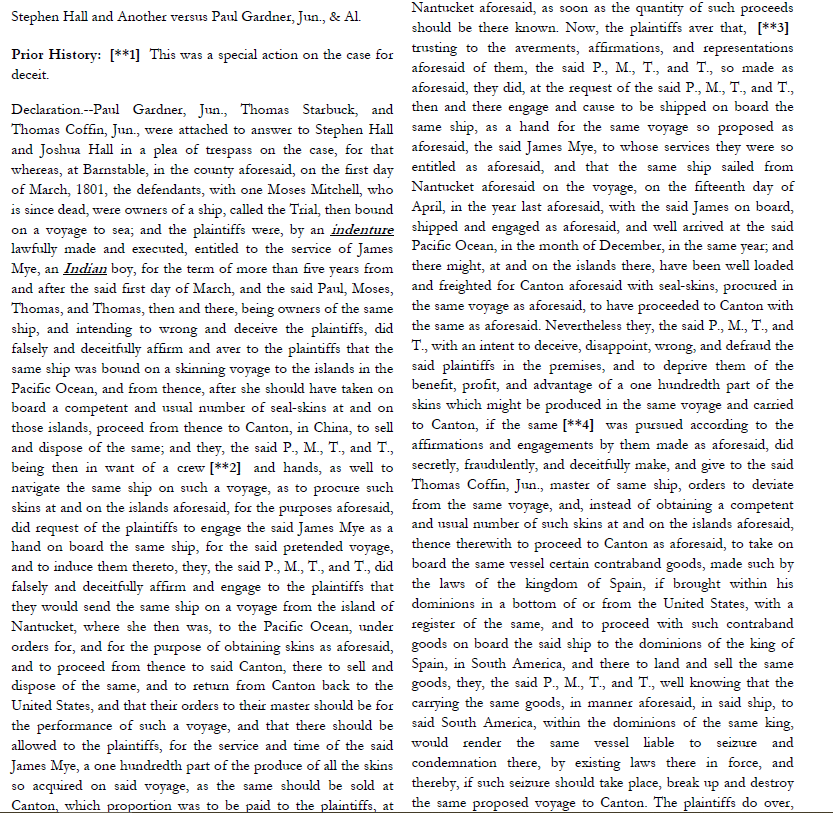 Stephen Hall and Another versus Paul Gardner, Jun., & Al.
Prior History: [**1] This was a special action on the case for
deceit.
Declaration.--Paul Gardner, Jun., Thomas Starbuck, and
Thomas Coffin, Jun., were attached to answer to Stephen Hall
and Joshua Hall in a plea of trespass on the case, for that
whereas, at Barnstable, in the county aforesaid, on the first day
of March, 1801, the defendants, with one Moses Mitchell, who
is since dead, were owners of a ship, called the Trial, then bound
on a voyage to sea; and the plaintiffs were, by an indenture
lawfully made and executed, entitled to the service of James
Mye, an Indian boy, for the term of more than five years from
and after the said first day of March, and the said Paul, Moses,
Thomas, and Thomas, then and there, being owners of the same
ship, and intending to wrong and deceive the plaintiffs, did
falsely and deceitfully affirm and aver to the plaintiffs that the
same ship was bound on a skinning voyage to the islands in the
Pacific Ocean, and from thence, after she should have taken on
board a competent and usual number of seal-skins at and on
those islands, proceed from thence to Canton, in China, to sell
and dispose of the same; and they, the said P., M., T., and T.,
being then in want of a crew [**2] and hands, as well to
navigate the same ship on such a voyage, as to procure such
skins at and on the islands aforesaid, for the purposes aforesaid,
did request of the plaintiffs to engage the said James Mye as a
hand on board the same ship, for the said pretended voyage,
and to induce them thereto, they, the said P., M., T., and T., did
falsely and deceitfully affirm and engage to the plaintiffs that
they would send the same ship on a voyage from the island of
Nantucket, where she then was, to the Pacific Ocean, under
orders for, and for the purpose of obtaining skins as aforesaid,
and to proceed from thence to said Canton, there to sell and
dispose of the same, and to return from Canton back to the
United States, and that their orders to their master should be for
the performance of such a voyage, and that there should be
allowed to the plaintiffs, for the service and time of the said
James Mye, a one hundredth part of the produce of all the skins
so acquired on said voyage, as the same should be sold at
Canton, which proportion was to be paid to the plaintiffs, at
Nantucket aforesaid, as soon as the quantity of such proceeds
should be there known. Now, the plaintiffs aver that, [**3]
trusting to the averments, affirmations, and representations
aforesaid of them, the said P., M., T., and T., so made as
aforesaid, they did, at the request of the said P., M., T., and T.,
then and there engage and cause to be shipped on board the
same ship, as a hand for the same voyage so proposed as
aforesaid, the said James Mye, to whose services they were so
entitled as aforesaid, and that the same ship sailed from
Nantucket aforesaid on the voyage, on the fifteenth day of
April, in the year last aforesaid, with the said James on board,
shipped and engaged as aforesaid, and well arrived at the said
Pacific Ocean, in the month of December, in the same year; and
there might, at and on the islands there, have been well loaded
and freighted for Canton aforesaid with seal-skins, procured in
the same voyage as aforesaid, to have proceeded to Canton with
the same as aforesaid. Nevertheless they, the said P., M., T., and
T., with an intent to deceive, disappoint, wrong, and defraud the
said plaintiffs in the premises, and to deprive them of the
benefit, profit, and advantage of a one hundredth part of the
skins which might be produced in the same voyage and carried
to Canton, if the same [**4] was pursued according to the
affirmations and engagements by them made as aforesaid, did
secretly, fraudulently, and deceitfully make, and give to the said
Thomas Coffin, Jun., master of same ship, orders to deviate
from the same voyage, and, instead of obtaining a competent
and usual number of such skins at and on the islands aforesaid,
thence therewith to proceed to Canton as aforesaid, to take on
board the same vessel certain contraband goods, made such by
the laws of the kingdom of Spain, if brought within his
dominions in a bottom of or from the United States, with a
register of the same, and to proceed with such contraband
goods on board the said ship to the dominions of the king of
Spain, in South America, and there to land and sell the same
goods, they, the said P., M., T., and T., well knowing that the
carrying the same goods, in manner aforesaid, in said ship, to
said South America, within the dominions of the same king,
would render the same vessel liable to seizure and
condemnation there, by existing laws there in force, and
thereby, if such seizure should take place, break up and destroy
the same proposed voyage to Canton. The plaintiffs do over,